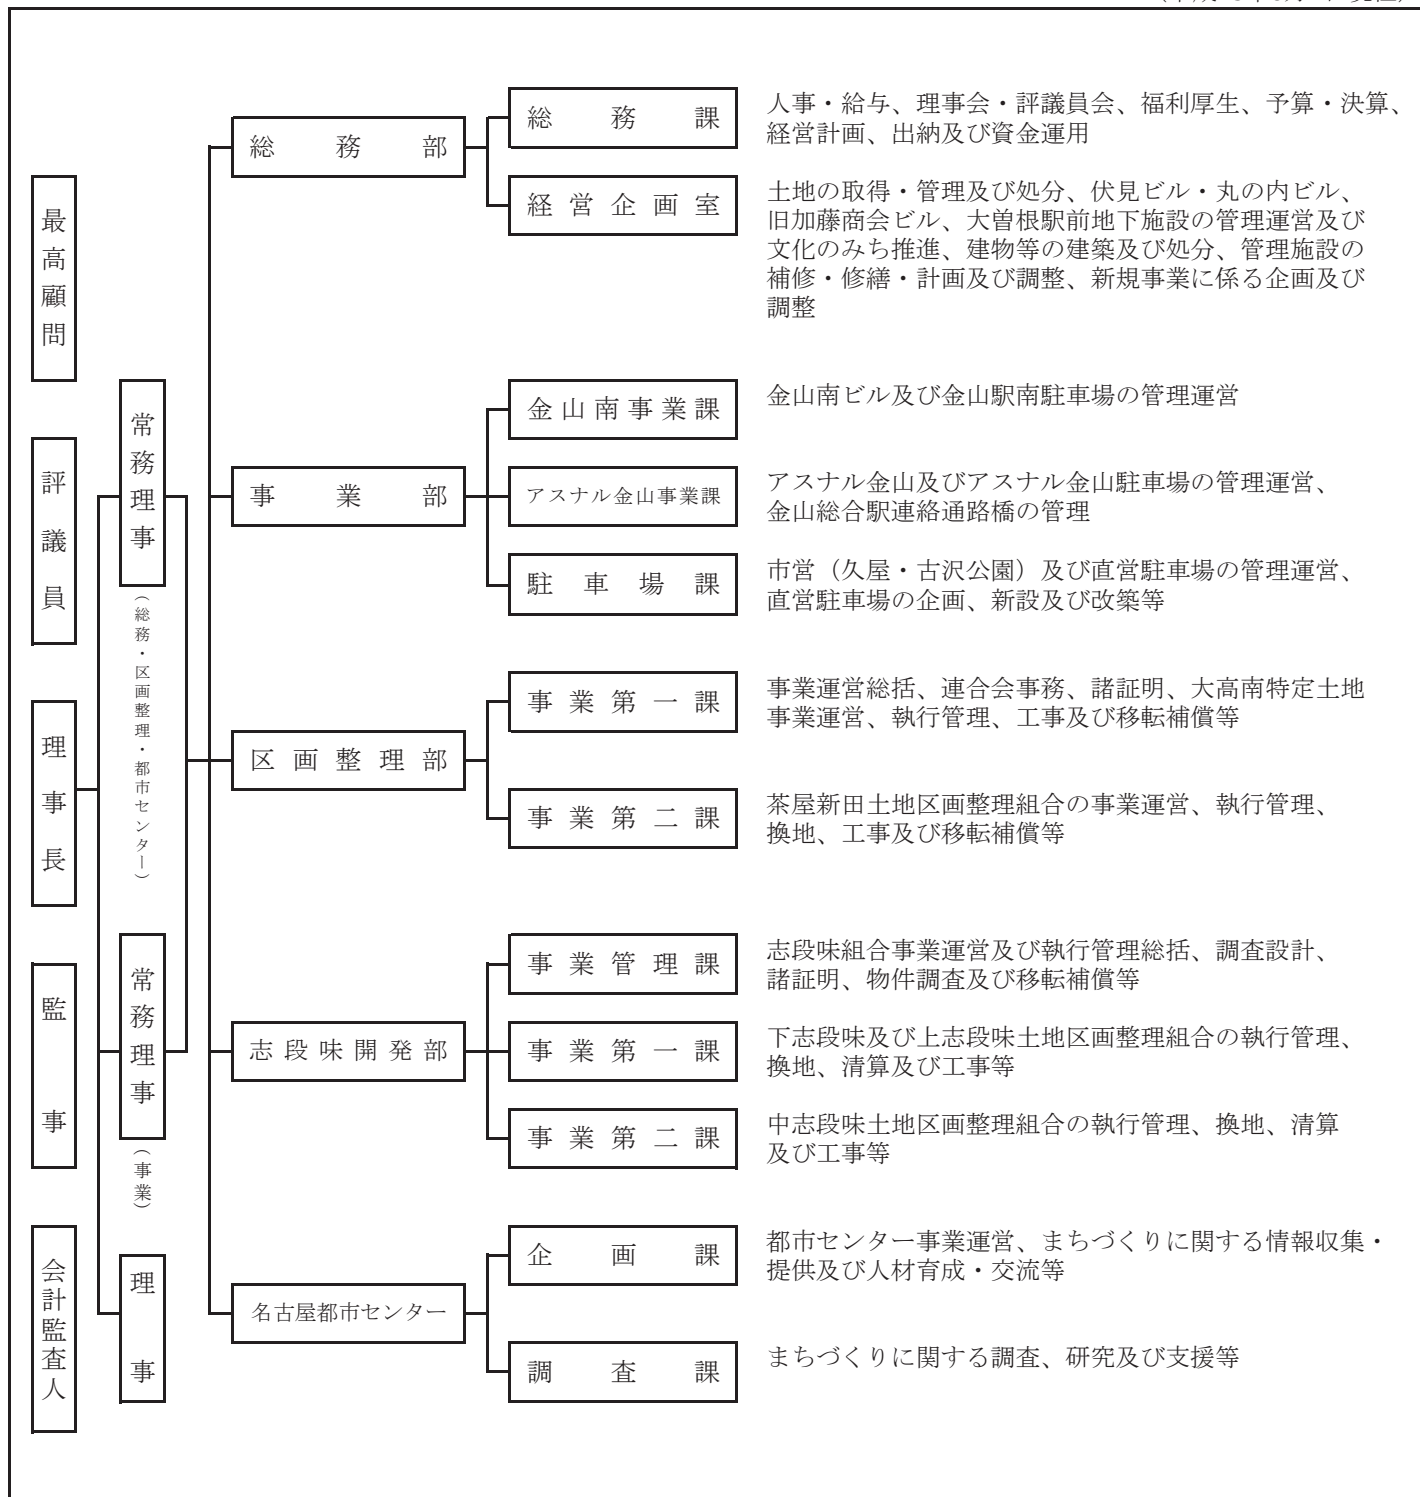 最高顧問
評議員
理事長
監事
会計監査人
常務理事
（総務・区画整理・都市センター）
常務理事
（事業）
理事
総務部
総務課
人事・給与、理事会・評議員会、福利厚生、予算・決算、
経営計画、出納及び資金運用
経営企画室
土地の取得・管理及び処分、伏見ビル・丸の内ビル、
旧加藤商会ビル、大曽根駅前地下施設の管理運営及び
文化のみち推進、建物等の建築及び処分、管理施設の
補修・修繕・計画及び調整、新規事業に係る企画及び
調整
事業部
金山南事業課
金山南ビル及び金山駅南駐車場の管理運営
アスナル金山事業課
アスナル金山及びアスナル金山駐車場の管理運営、
金山総合駅連絡通路橋の管理
駐車場課
市営（久屋・古沢公園）及び直営駐車場の管理運営、
直営駐車場の企画、新設及び改築等
区画整理部
事業第一課
事業運営総括、連合会事務、諸証明、大高南特定土地
事業運営、執行管理、工事及び移転補償等
事業第二課
茶屋新田土地区画整理組合の事業運営、執行管理、
換地、工事及び移転補償等
志段味開発部
事業管理課
志段味組合事業運営及び執行管理総括、調査設計、
諸証明、物件調査及び移転補償等
事業第一課
下志段味及び上志段味土地区画整理組合の執行管理、
換地、清算及び工事等
事業第二課
中志段味土地区画整理組合の執行管理、換地、清算
及び工事等
名古屋都市センター
企画課
都市センター事業運営、まちづくりに関する情報収集・
提供及び人材育成・交流等
調査課
まちづくりに関する調査、研究及び支援等